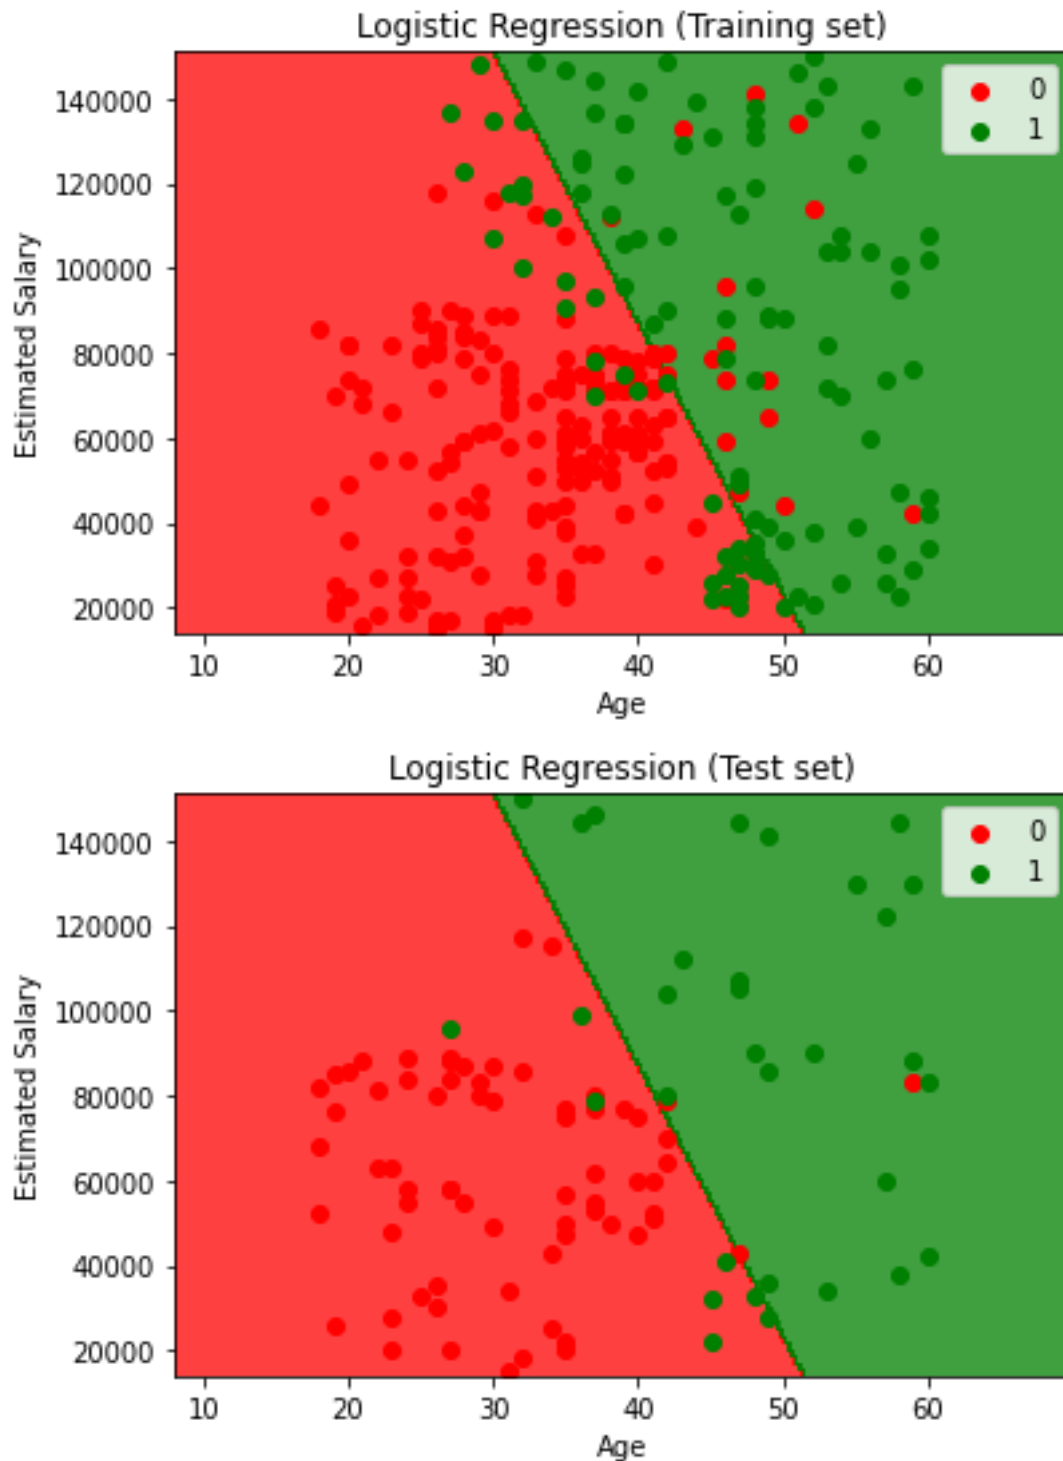 Logistic Regression (Training set)
140000
120000
100000
80000
60000
40000
20000
Estimated Salary
0
1
10 20 30 40 50 60
Age
Logistic Regression (Test set)
140000
120000
100000
80000
60000
40000
20000
Estimated Salary
0
1
10 20 30 40 50 60
Age